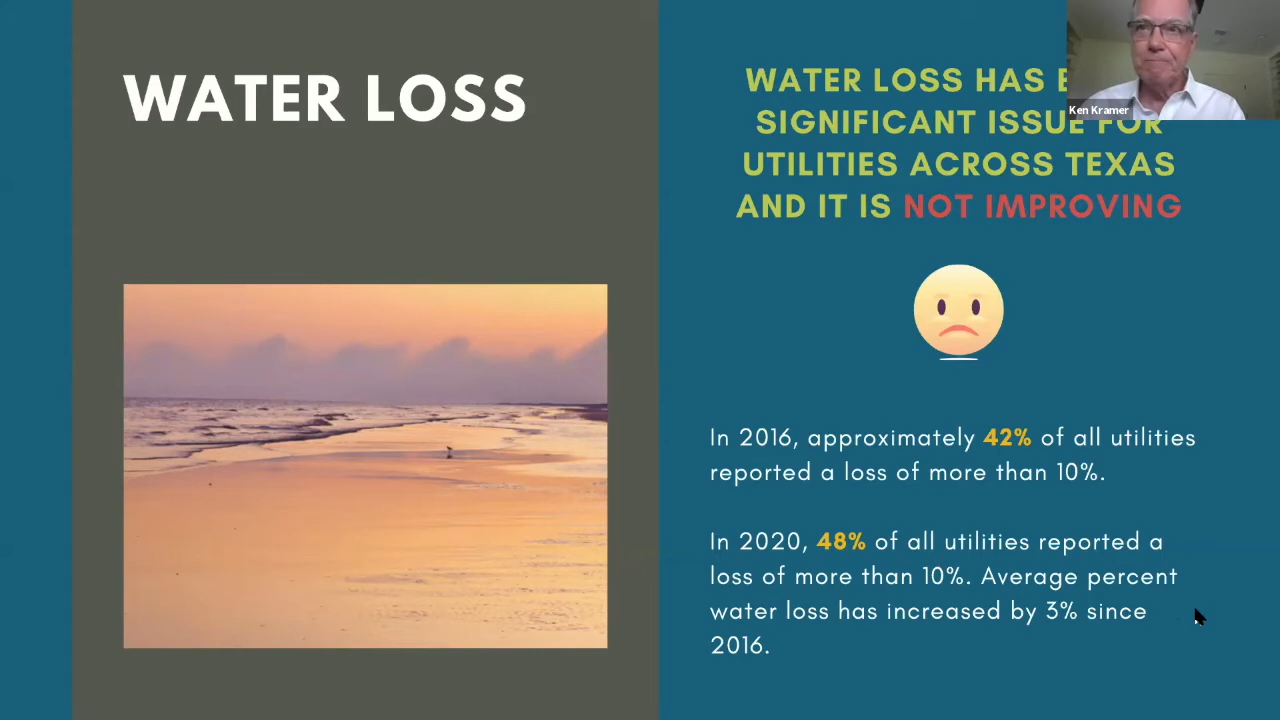 WATER LOSS
WATER LOSS HAS
SIGNIFICANT ISSUE FOR
UTILITIES ACROSS TEXAS
AND IT IS NOT IMPROVING
Ken Kramer
In 2016, approximately 42% of all utilities
reported a loss of more than 10%.
In 2020, 48% of all utilities reported a
loss of more than 10%. Average percent
water loss has increased by 3% since
2016.